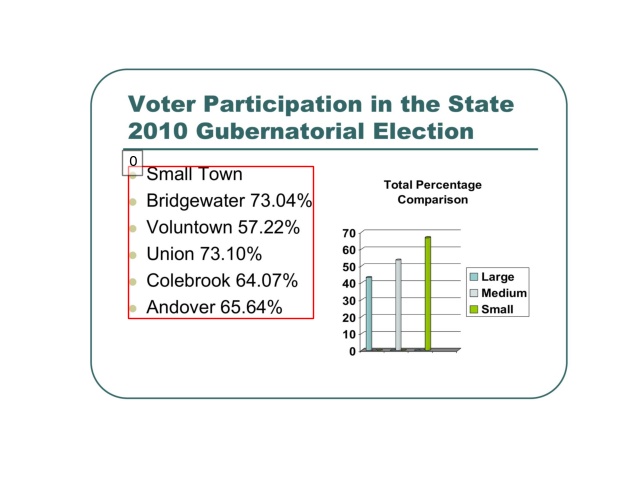 Voter Participation in the State
2010 Gubernatorial Election
0
Small Town
Bridgewater 73.04%
Voluntown 57.22%
Union 73.10%
Colebrook 64.07%
Andover 65.64%
Total Percentage
Comparison
70
60
50
40
30
20
10
0
Large
Medium
Small